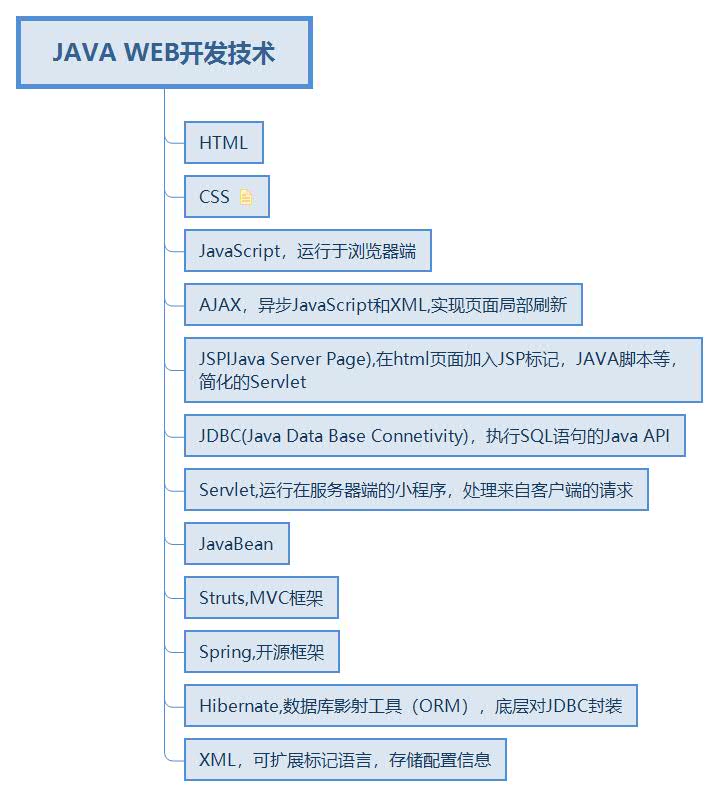 JAVA WEB开发技术
HTML
CSS
JavaScript，运行于浏览器端
AJAX，异步JavaScript和XML,实现页面局部刷新
JSPIJava Server Page),在html页面加入JSP标记，JAVA脚本等，
简化的Servlet
JDBC(Java Data Base Connetivity)，执行SQL语句的Java API
Servlet,运行在服务器端的小程序，处理来自客户端的请求
JavaBean
Struts,MVC框架
Spring,开源框架
Hibernate,数据库影射工具（ORM），底层对JDBC封装
XML，可扩展标记语言，存储配置信息